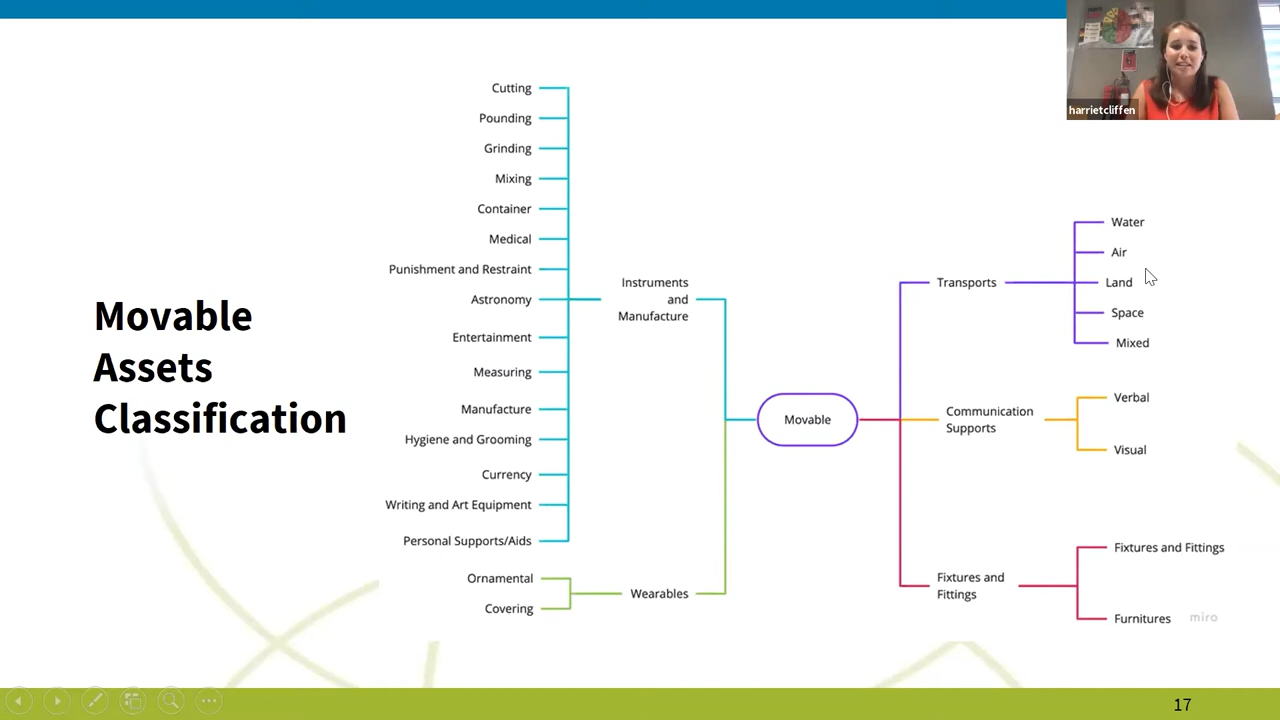 harrietcliffen
Movable
Assets
Classification
Cutting
Pounding
Grinding
Mixing
Container
Medical
Punishment and Restraint
Astronomy
Entertainment
Measuring
Manufacture
Hygiene and Grooming
Currency
Writing and Art Equipment
Personal Supports/Aids
Instruments
and
Manufacture
Ornamental
Covering
Wearables
Movable
Transports
Water
Air
Land
Space
Mixed
Communication
Supports
Verbal
Visual
Fixtures and
Fittings
Fixtures and Fittings
Furnitures
miro
17